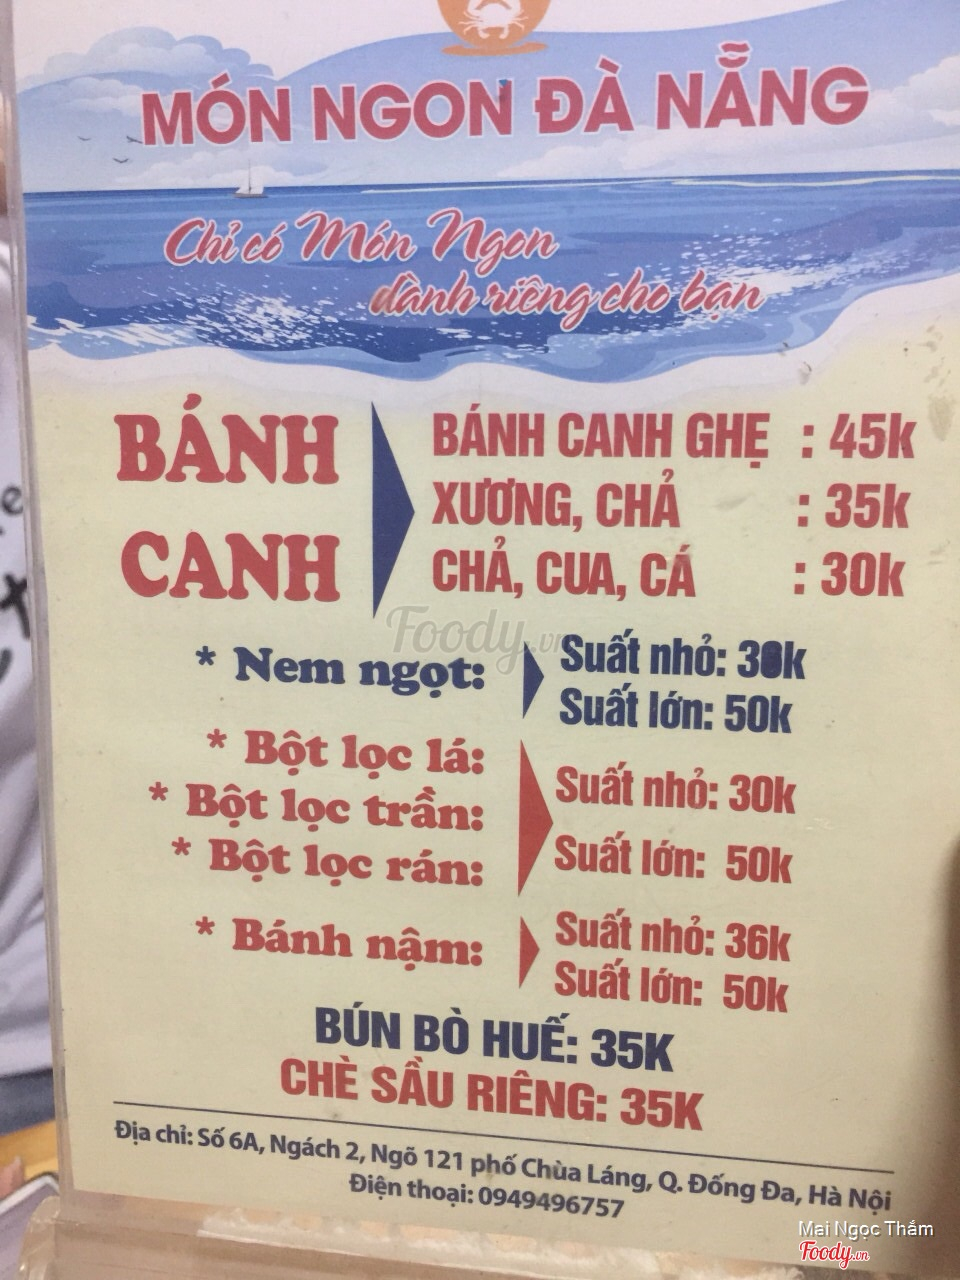 MÓN NGON ĐÀ NẴNG
Chỉ có Món Ngon
dành riêng cho bạn
BÁNH CANH
BÁNH CANH GHẸ : 45k
XƯƠNG, CHẢ : 35k
CHẢ, CUA, CÁ : 30k
Foody.vn
* Nem ngọt:
Suất nhỏ: 30k
Suất lớn: 50k
* Bột lọc lá:
* Bột lọc trần:
* Bột lọc rán:
Suất nhỏ: 30k
Suất lớn: 50k
* Bánh nậm:
Suất nhỏ: 36k
Suất lớn: 50k
BÚN BÒ HUẾ: 35K
CHÈ SẦU RIÊNG: 35K
Địa chỉ: Số 6A, Ngách 2, Ngõ 121 phố Chùa Láng, Q. Đống Đa, Hà Nội
Điện thoại: 0949496757
Mai Ngọc Thắm
Foody.vn